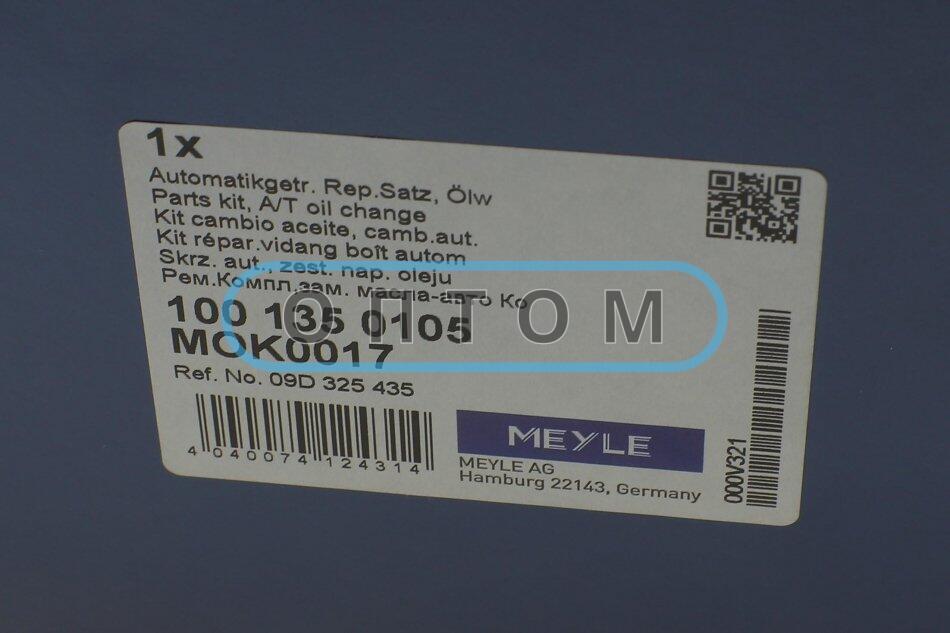 1x
Automatikgetr. Rep.Satz, Ölw
Parts kit, A/T oil change
Kit cambio aceite, camb.aut.
Kit répar.vidang boît autom
Skrz. aut., zest. nap. oleju
Рем.Компл.зам. масла-авто Ко
100 135 0105
MOK0017
Ref. No. 09D 325 435
4 040074 124314
MEYLE
MEYLE AG
Hamburg 22143, Germany
000V321
ОПТОМ